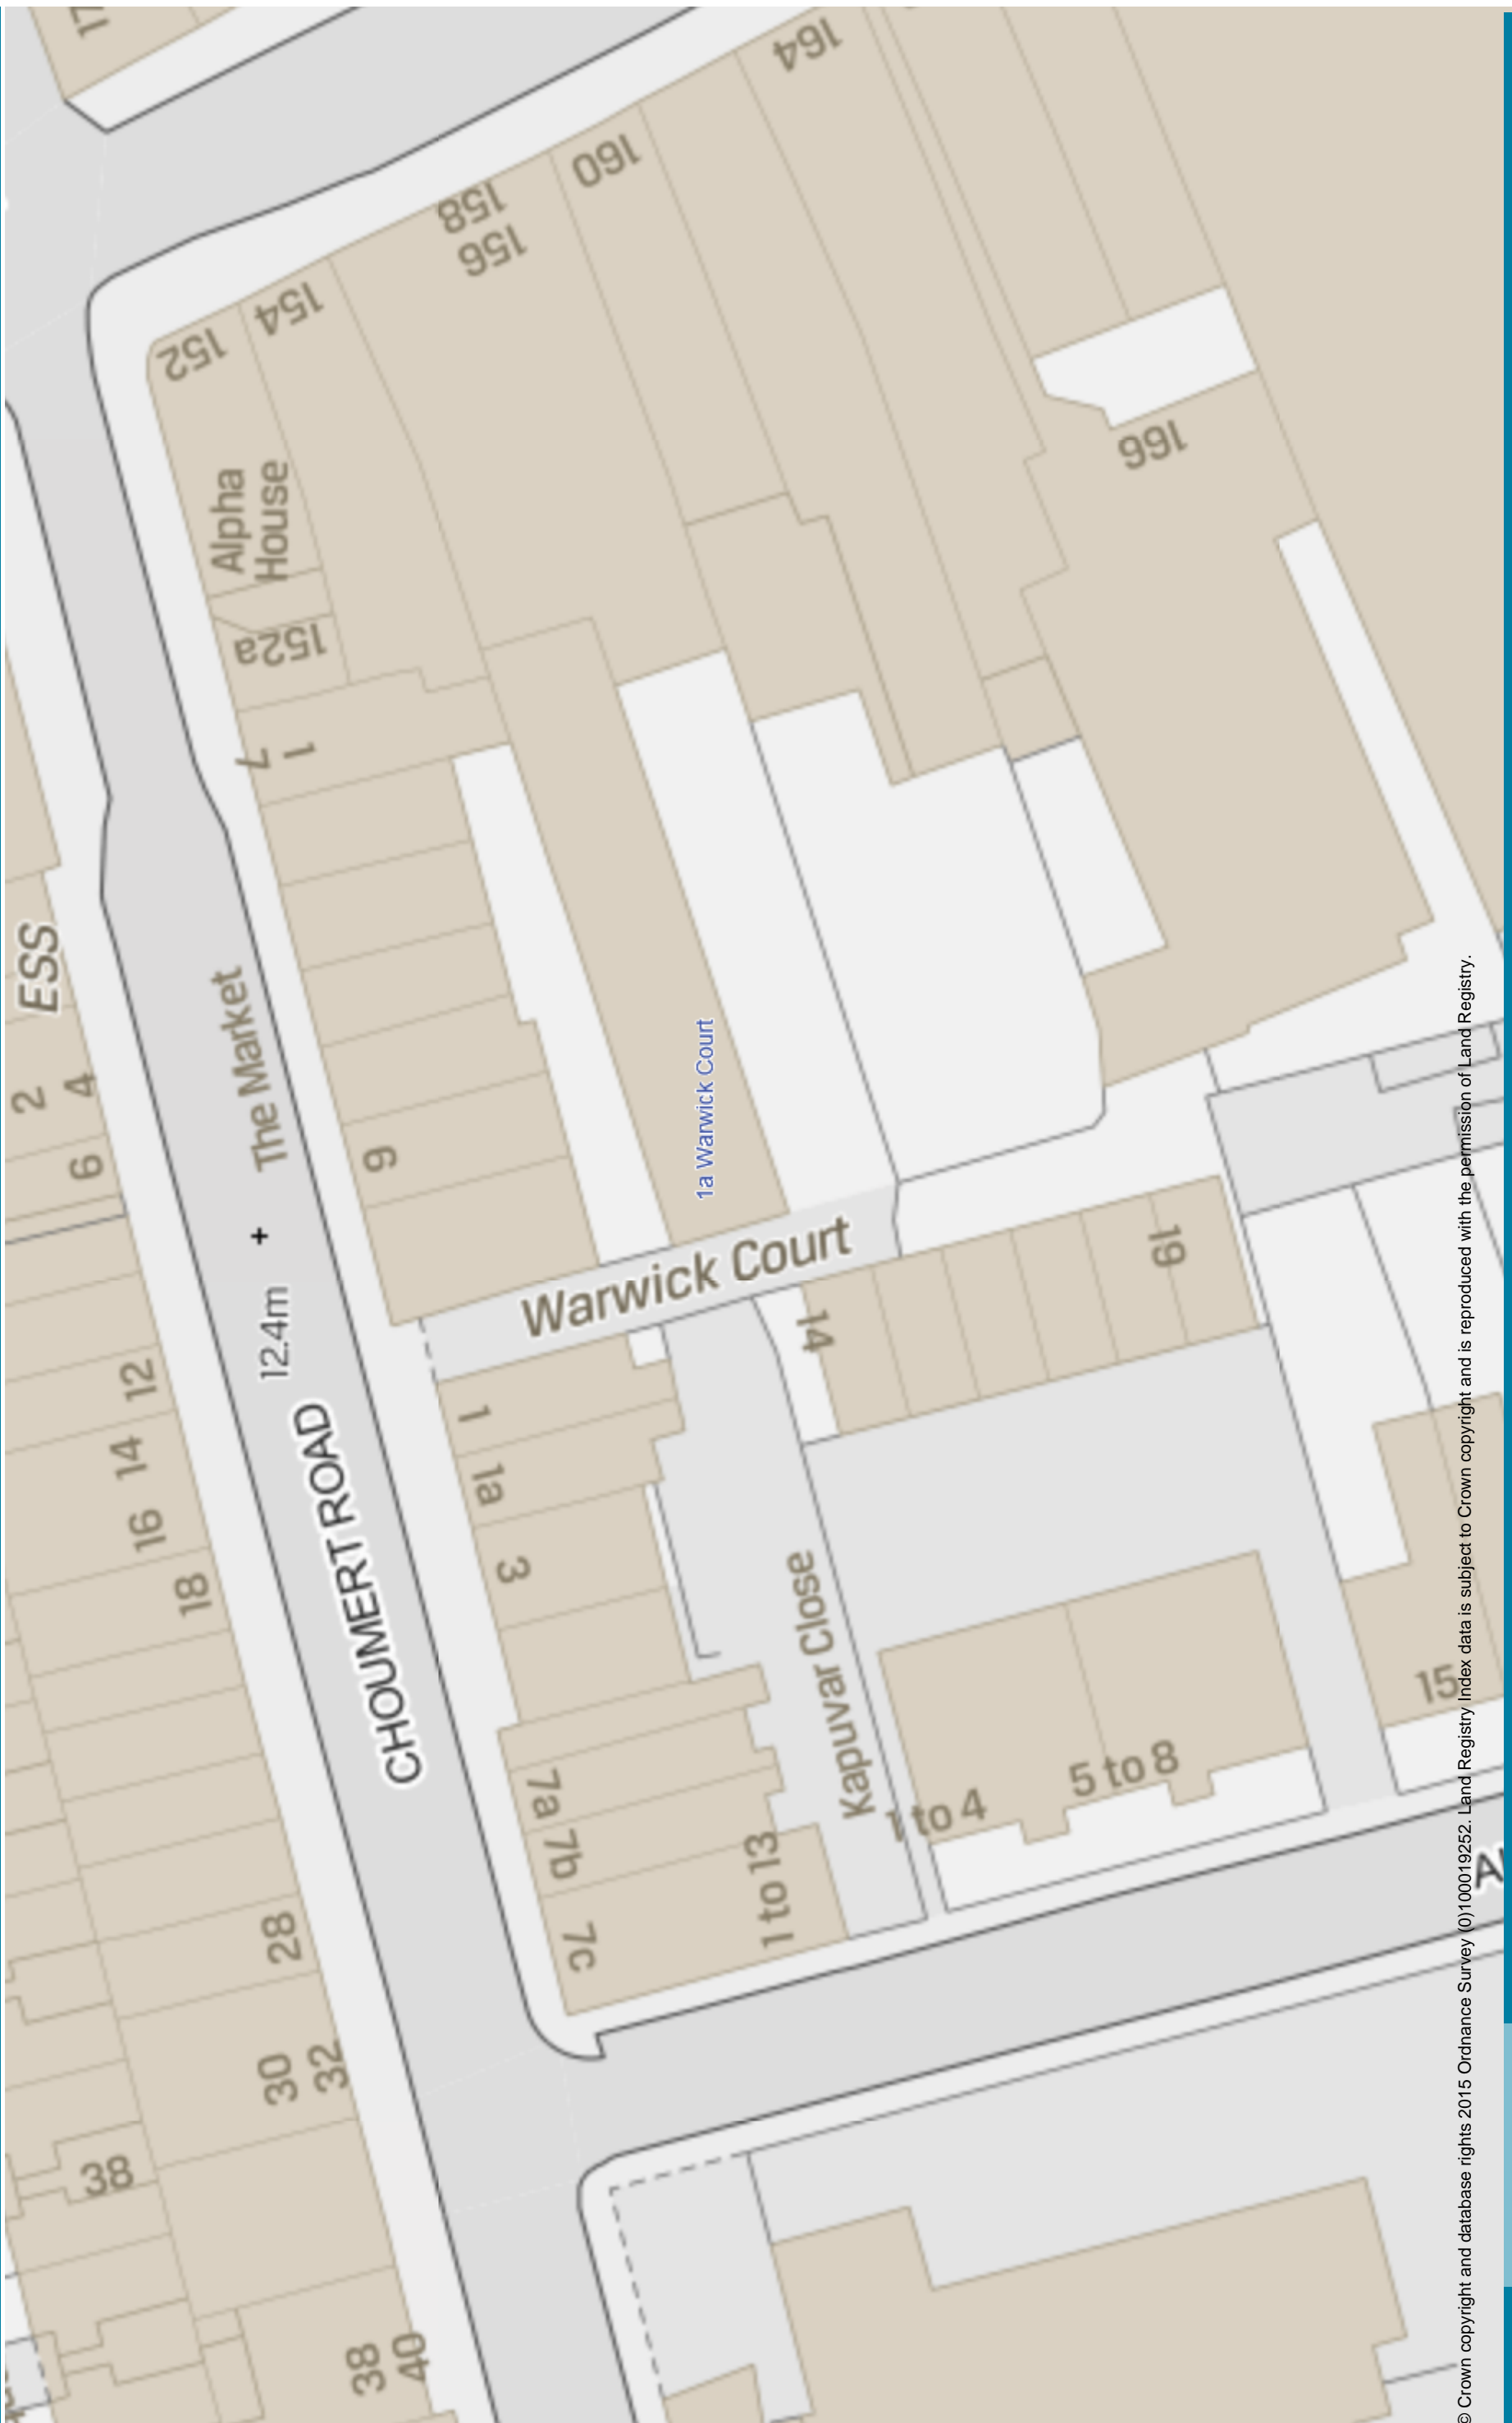 17
164
160
158
156
154
152
Alpha
House
152a
166
7
1
ESS
The Market
2
4
6
9
1a Warwick Court
Warwick Court
12.4m
+
12
14
16
18
CHOUMERT ROAD
1
1a
3
14
19
Kapuvar Close
7a
7b
7c
1 to 13
1 to 4
5 to 8
15
28
30
32
38
38
40
© Crown copyright and database rights 2015 Ordnance Survey (0)100019252. Land Registry Index data is subject to Crown copyright and is reproduced with the permission of Land Registry.